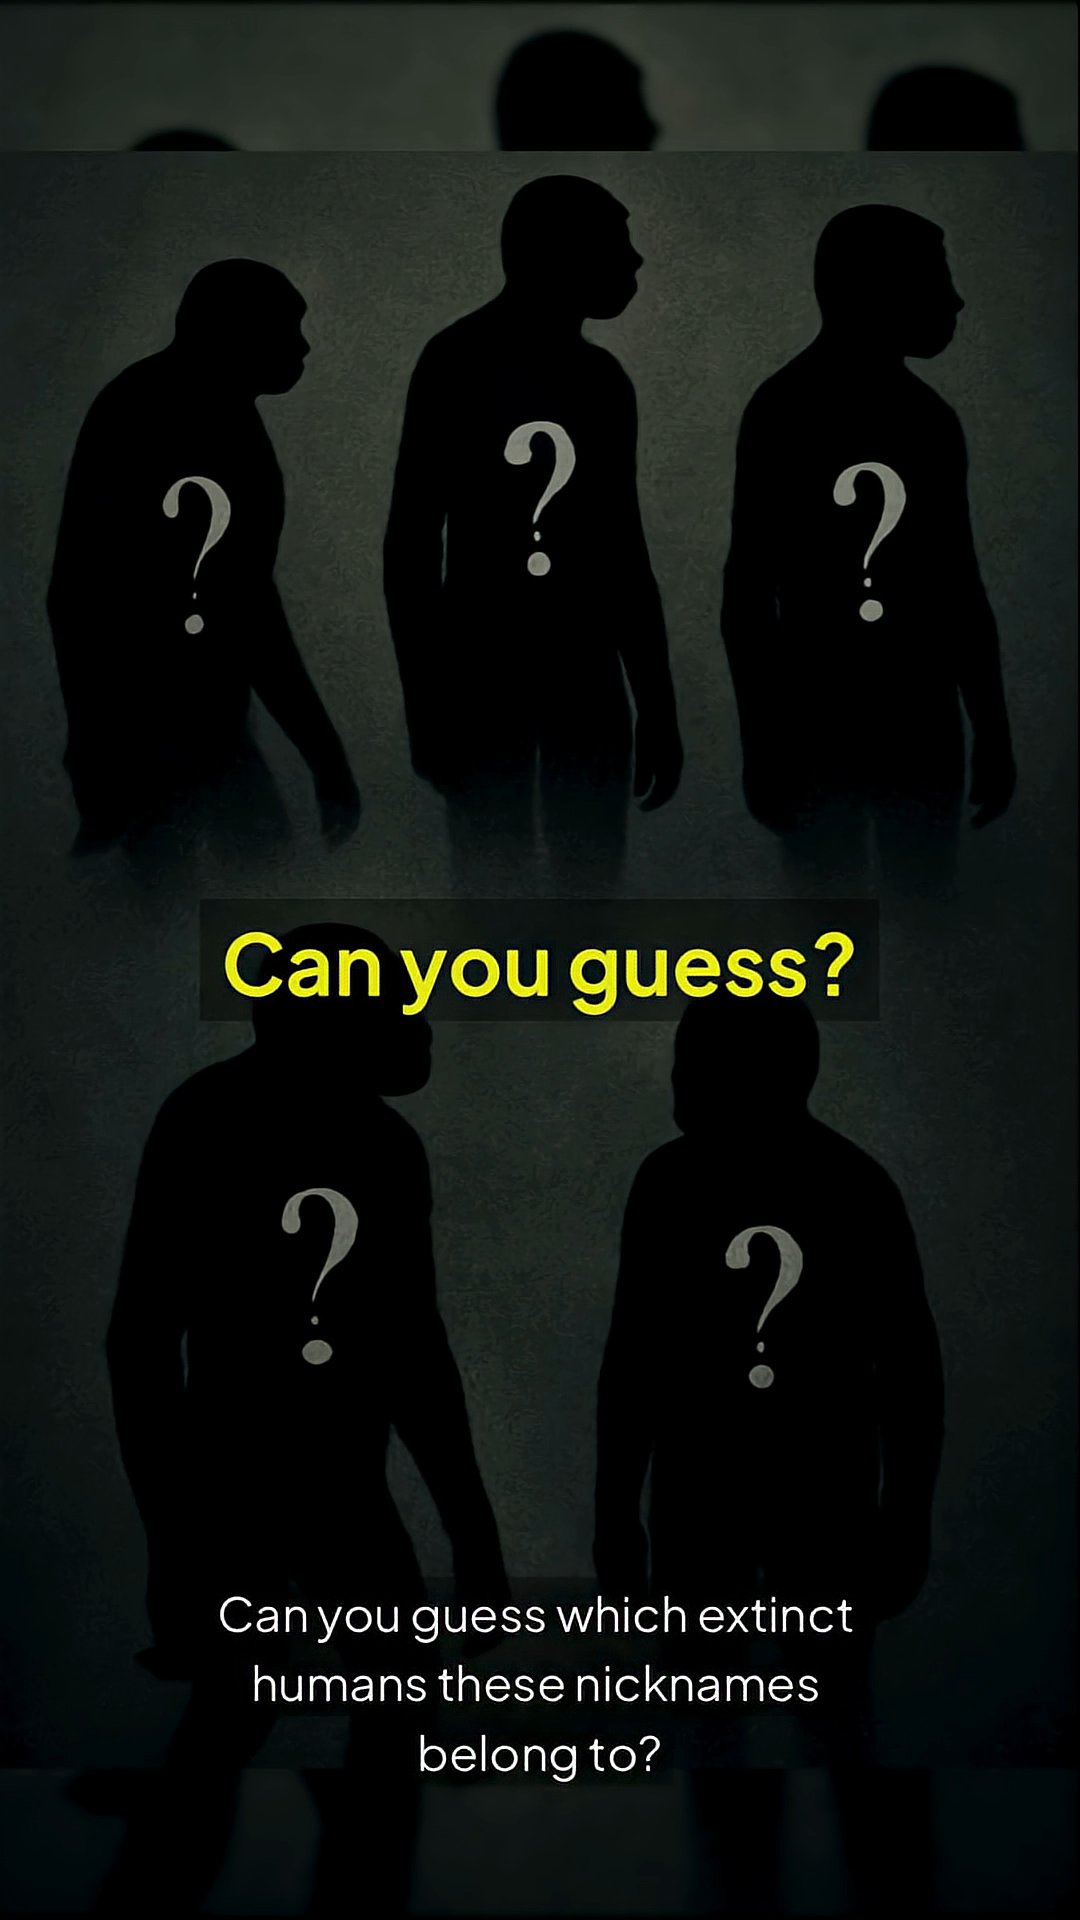 ?
?
?
Can you guess?
?
?
Can you guess which extinct
humans these nicknames
belong to?